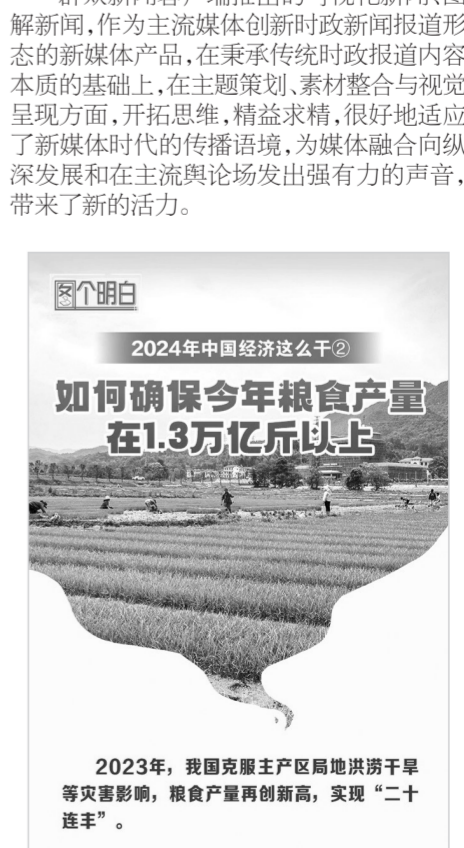 解新闻,作为主流媒体创新时政新闻报道形
态的新媒体产品,在秉承传统时政报道内容
本质的基础上,在主题策划、素材整合与视觉
呈现方面,开拓思维,精益求精,很好地适应
了新媒体时代的传播语境,为媒体融合向纵
深发展和在主流舆论场发出强有力的声音,
带来了新的活力。
图个明白
2024年中国经济这么干②
如何确保今年粮食产量
在1.3万亿斤以上
2023年，我国克服主产区局地洪涝干旱
等灾害影响，粮食产量再创新高，实现“二十
连丰”。